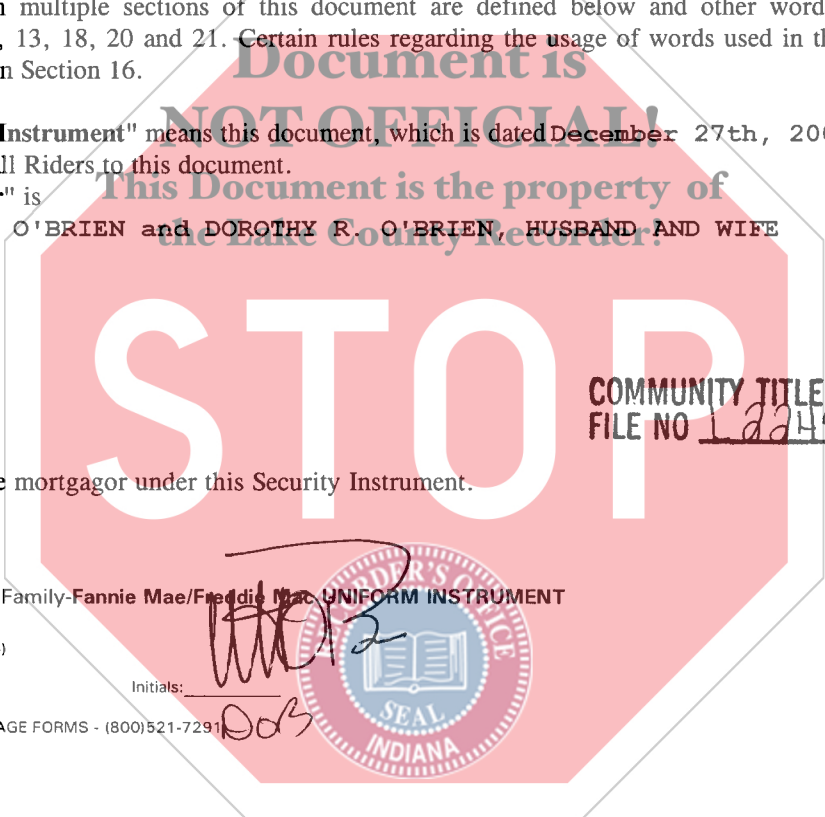 multiple sections of this document are defined below and other word
, 13, 18, 20 and 21. Certain rules regarding the usage of words used in th
n Section 16.
Document is
NOT OFFICIAL!
Instrument" means this document, which is dated December 27th, 200
ll Riders to this document.
This Document is the property of
the Lake County Recorder!
" is
O'BRIEN and DOROTHY R. O'BRIEN, HUSBAND AND WIFE
STOP
COMMUNITY TITLE
FILE NO L 224
e mortgagor under this Security Instrument.
Family-Fannie Mae/Freddie Mac UNIFORM INSTRUMENT
RECORDER'S OFFICE
Initials:
SEAL
INDIANA
AGE FORMS - (800)521-7291
DOB